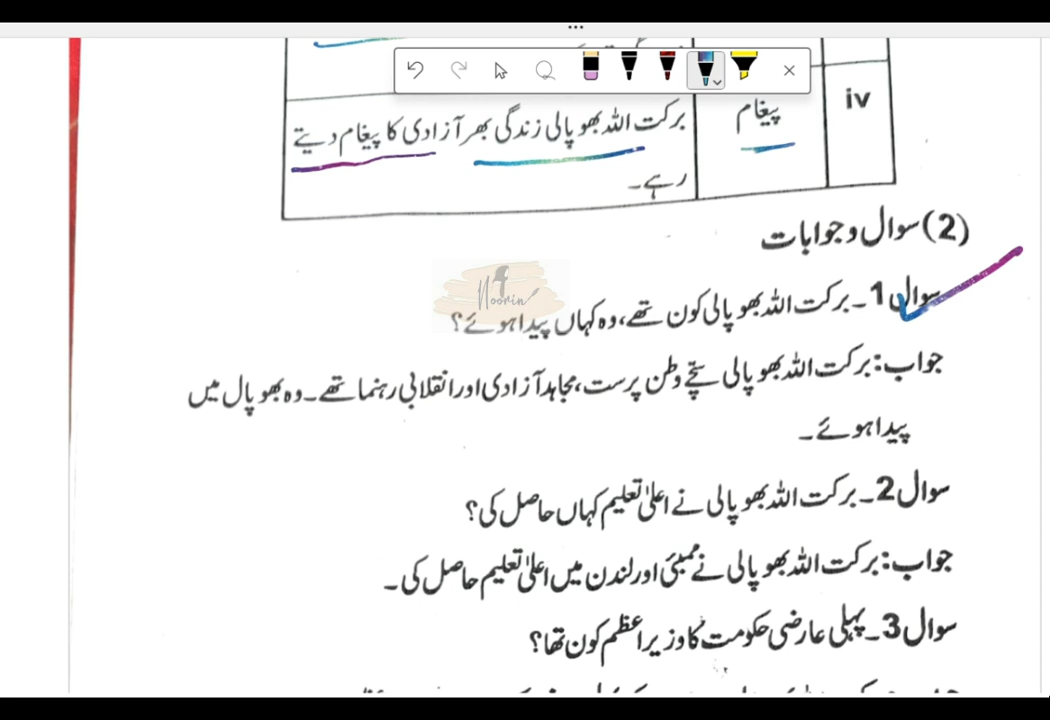 iv پیغام برکت اللہ بھوپالی زندگی بھر آزادی کا پیغام دیتے
رہے۔
(2) سوال و جوابات
سوال 1۔ برکت اللہ بھوپالی کون تھے، وہ کہاں پیدا ہوئے؟
Noorin
جواب: برکت اللہ بھوپالی سچّے وطن پرست، مجاہد آزادی اور انقلابی رہنما تھے۔ وہ بھوپال میں
پیدا ہوئے۔
سوال 2۔ برکت اللہ بھوپالی نے اعلیٰ تعلیم کہاں حاصل کی؟
جواب: برکت اللہ بھوپالی نے ممبئی اور لندن میں اعلیٰ تعلیم حاصل کی۔
سوال 3۔ پہلی عارضی حکومت کا وزیر اعظم کون تھا؟